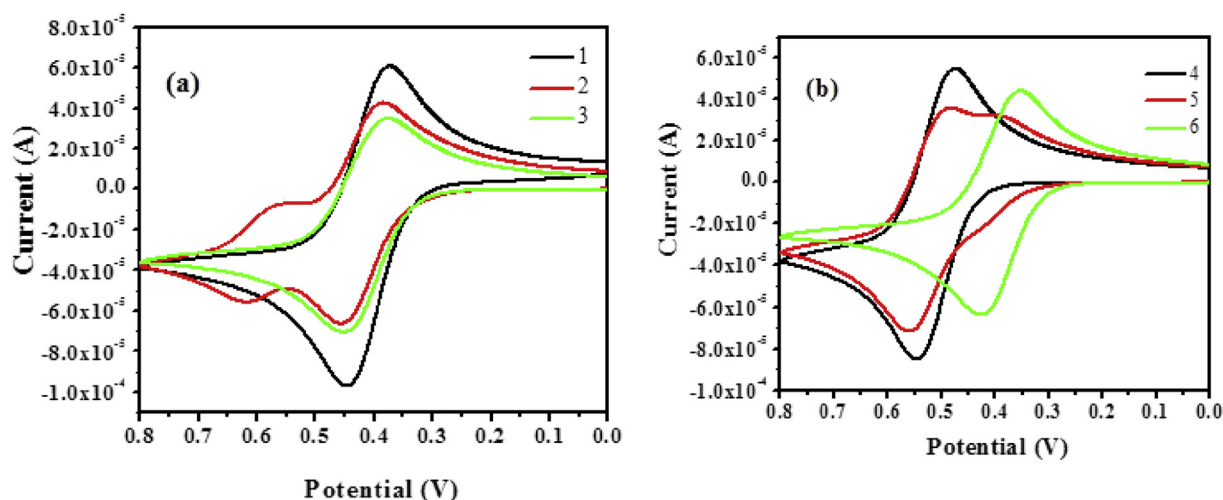 (a)
1
2
3
8.0x10⁻⁵
6.0x10⁻⁵
4.0x10⁻⁵
2.0x10⁻⁵
0.0
-2.0x10⁻⁵
-4.0x10⁻⁵
-6.0x10⁻⁵
-8.0x10⁻⁵
-1.0x10⁻⁴
Current (A)
0.8 0.7 0.6 0.5 0.4 0.3 0.2 0.1 0.0
Potential (V)
(b)
4
5
6
6.0x10⁻⁵
4.0x10⁻⁵
2.0x10⁻⁵
0.0
-2.0x10⁻⁵
-4.0x10⁻⁵
-6.0x10⁻⁵
-8.0x10⁻⁵
-1.0x10⁻⁴
Current (A)
0.8 0.7 0.6 0.5 0.4 0.3 0.2 0.1 0.0
Potential (V)